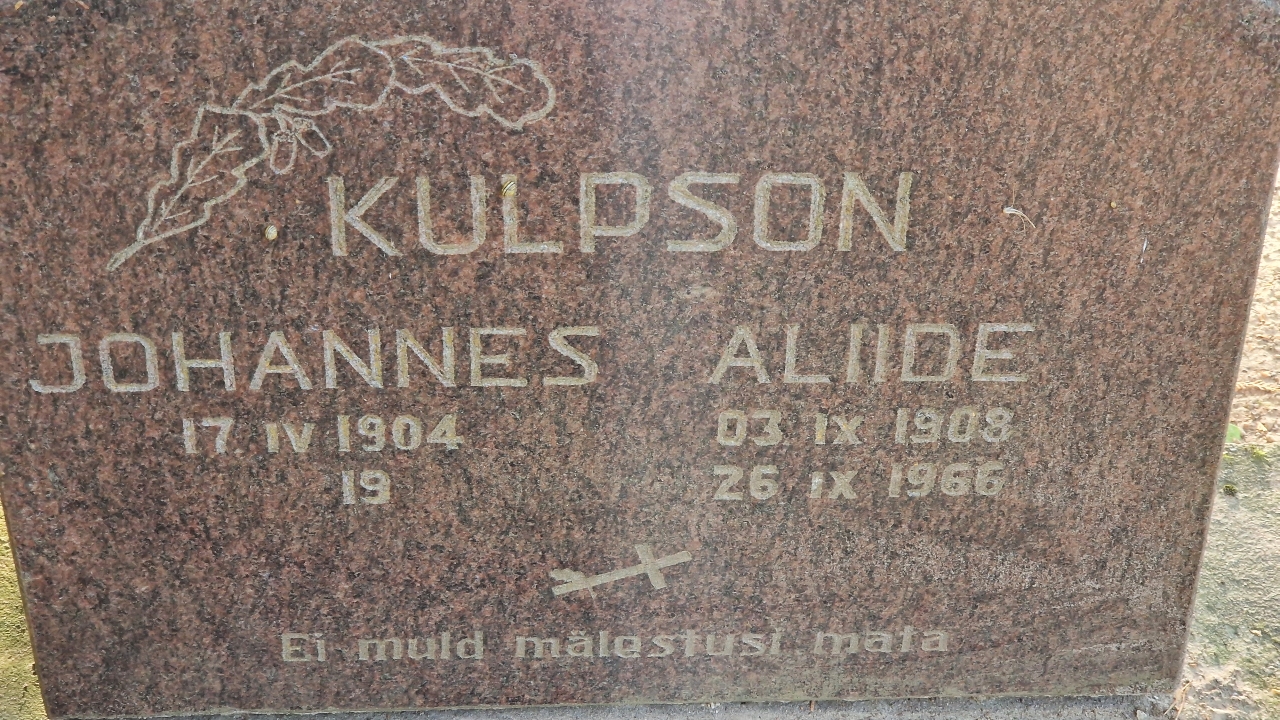 KULPSON
JOHANNES ALIIDE
17 IV 1904 03 IX 1908
19 26 IX 1966
Ei muld mälestusi mata